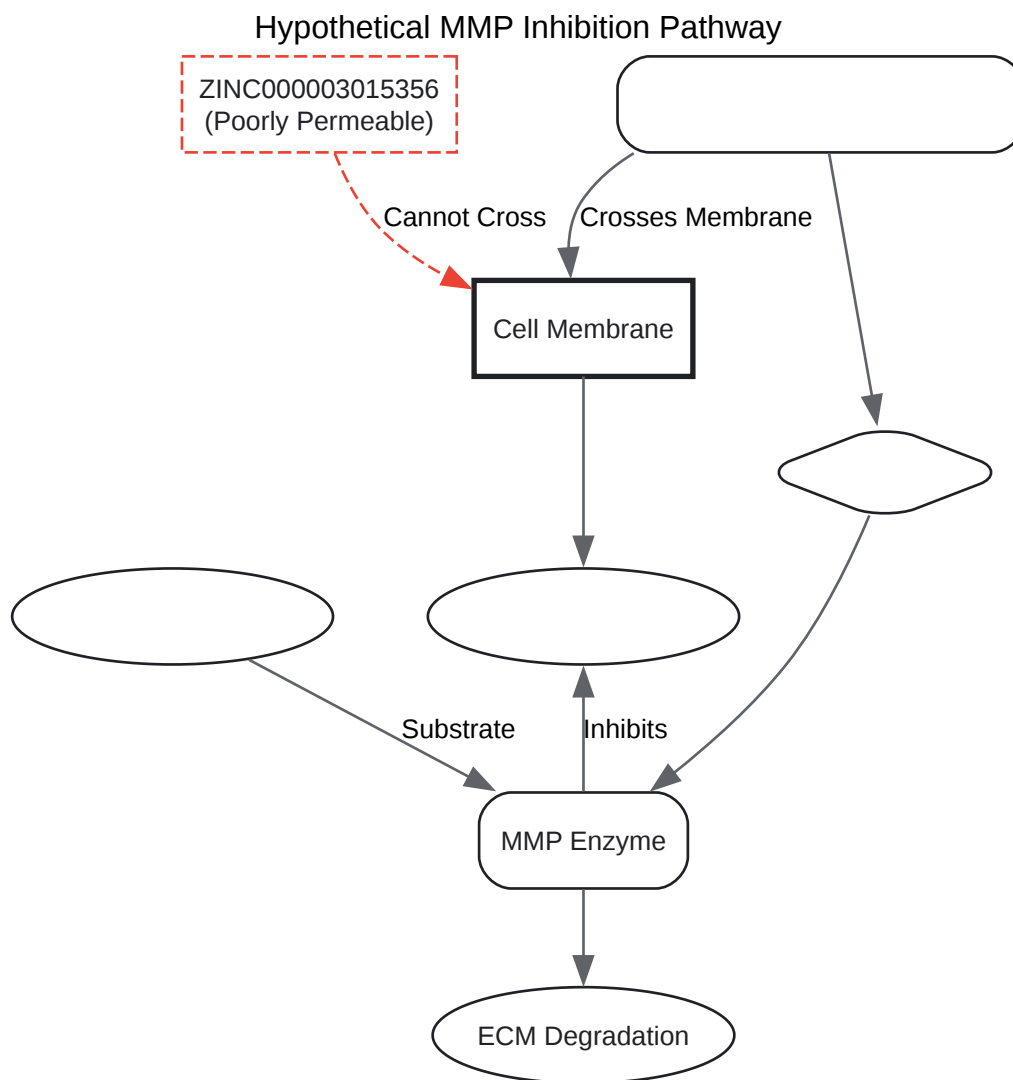 Hypothetical MMP Inhibition Pathway
ZINC000003015356
(Poorly Permeable)
Cannot Cross
Crosses Membrane
Cell Membrane
Substrate
Inhibits
MMP Enzyme
ECM Degradation